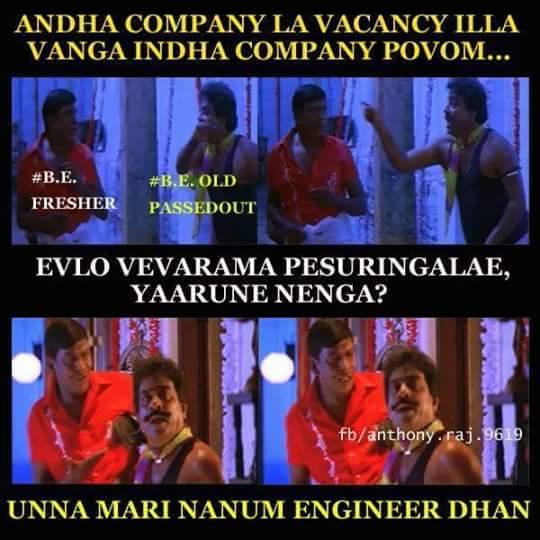 ANDHA COMPANY LA VACANCY ILLA
VANGA INDHA COMPANY POVOM...
#B.E.
FRESHER
#B.E. OLD
PASSEDOUT
EVLO VEVARAMA PESURINGALAE,
YAARUNE NENGA?
fb/anthony.raj.9619
UNNA MARI NANUM ENGINEER DHAN